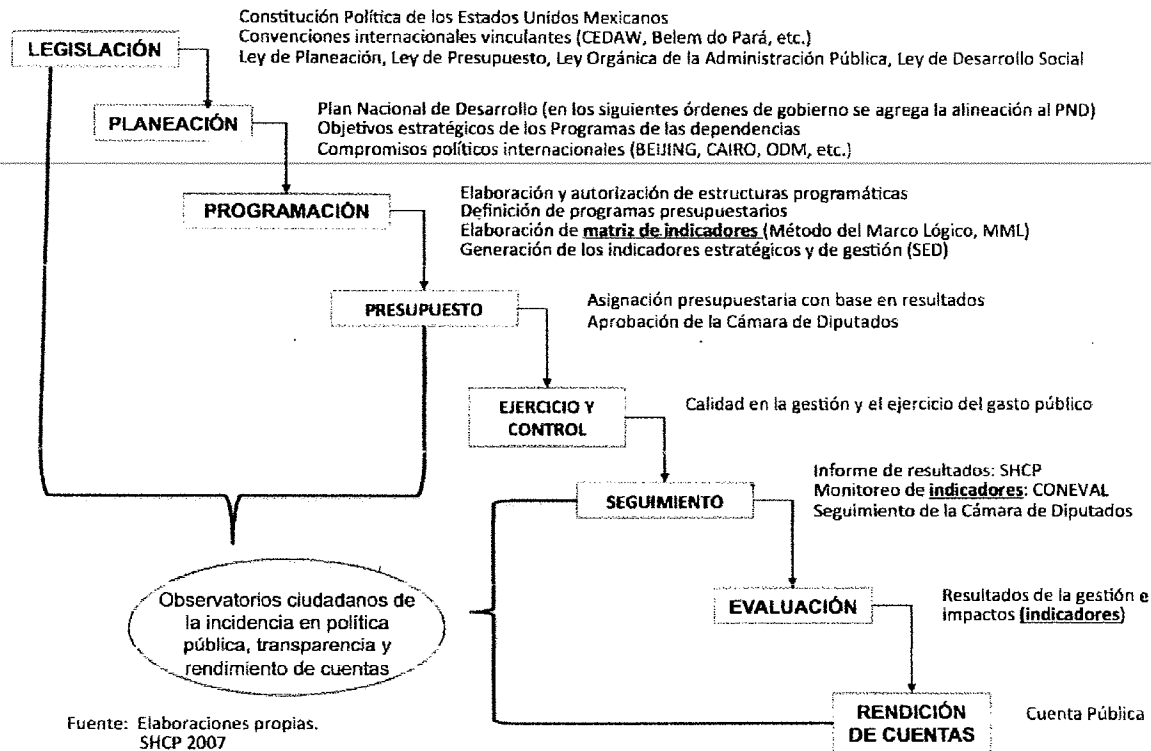 Constitución Política de los Estados Unidos Mexicanos
Convenciones internacionales vinculantes (CEDAW, Belem do Pará, etc.)
LEGISLACIÓN
Ley de Planeación, Ley de Presupuesto, Ley Orgánica de la Administración Pública, Ley de Desarrollo Social
Plan Nacional de Desarrollo (en los siguientes órdenes de gobierno se agrega la alineación al PND)
PLANEACIÓN
Objetivos estratégicos de los Programas de las dependencias
Compromisos políticos internacionales (BEIJING, CAIRO, ODM, etc.)
Elaboración y autorización de estructuras programáticas
PROGRAMACIÓN
Definición de programas presupuestarios
Elaboración de matriz de indicadores (Método del Marco Lógico, MML)
Generación de los indicadores estratégicos y de gestión (SED)
PRESUPUESTO
Asignación presupuestaria con base en resultados
Aprobación de la Cámara de Diputados
EJERCICIO Y
CONTROL
Calidad en la gestión y el ejercicio del gasto público
Informe de resultados: SHCP
SEGUIMIENTO
Monitoreo de indicadores: CONEVAL
Seguimiento de la Cámara de Diputados
Observatorios ciudadanos de
la incidencia en política
pública, transparencia y
rendimiento de cuentas
EVALUACIÓN
Resultados de la gestión e
impactos (indicadores)
RENDICIÓN
DE CUENTAS
Cuenta Pública
Fuente: Elaboraciones propias.
SHCP 2007